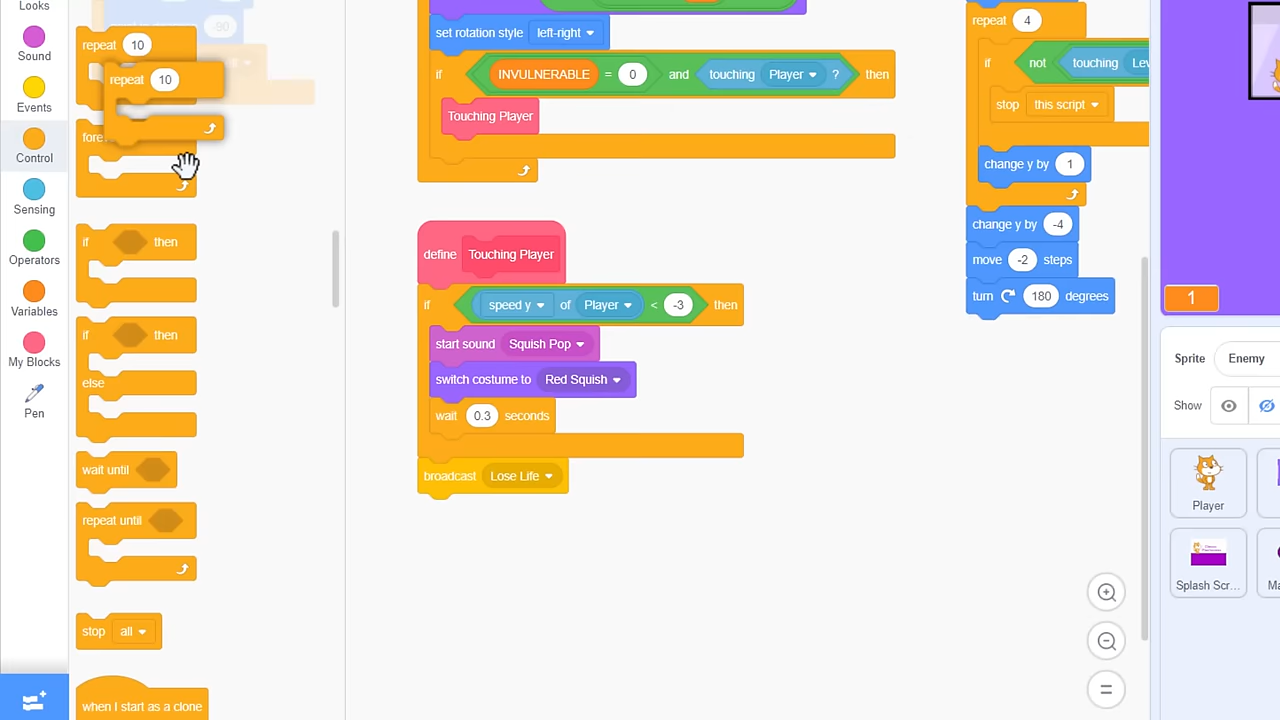 Looks
Sound
Events
Control
Sensing
Operators
Variables
My Blocks
Pen
90
repeat 10
repeat 10
fore
if then
if then
else
wait until
repeat until
stop all
when I start as a clone
set rotation style left-right
if INVULNERABLE = 0 and touching Player ? then
Touching Player
define Touching Player
if speed y of Player < -3 then
start sound Squish Pop
switch costume to Red Squish
wait 0.3 seconds
broadcast Lose Life
repeat 4
if not touching Lev
stop this script
change y by 1
change y by -4
move -2 steps
turn 180 degrees
1
Sprite Enemy
Show
Player
Splash Scr...
Ma